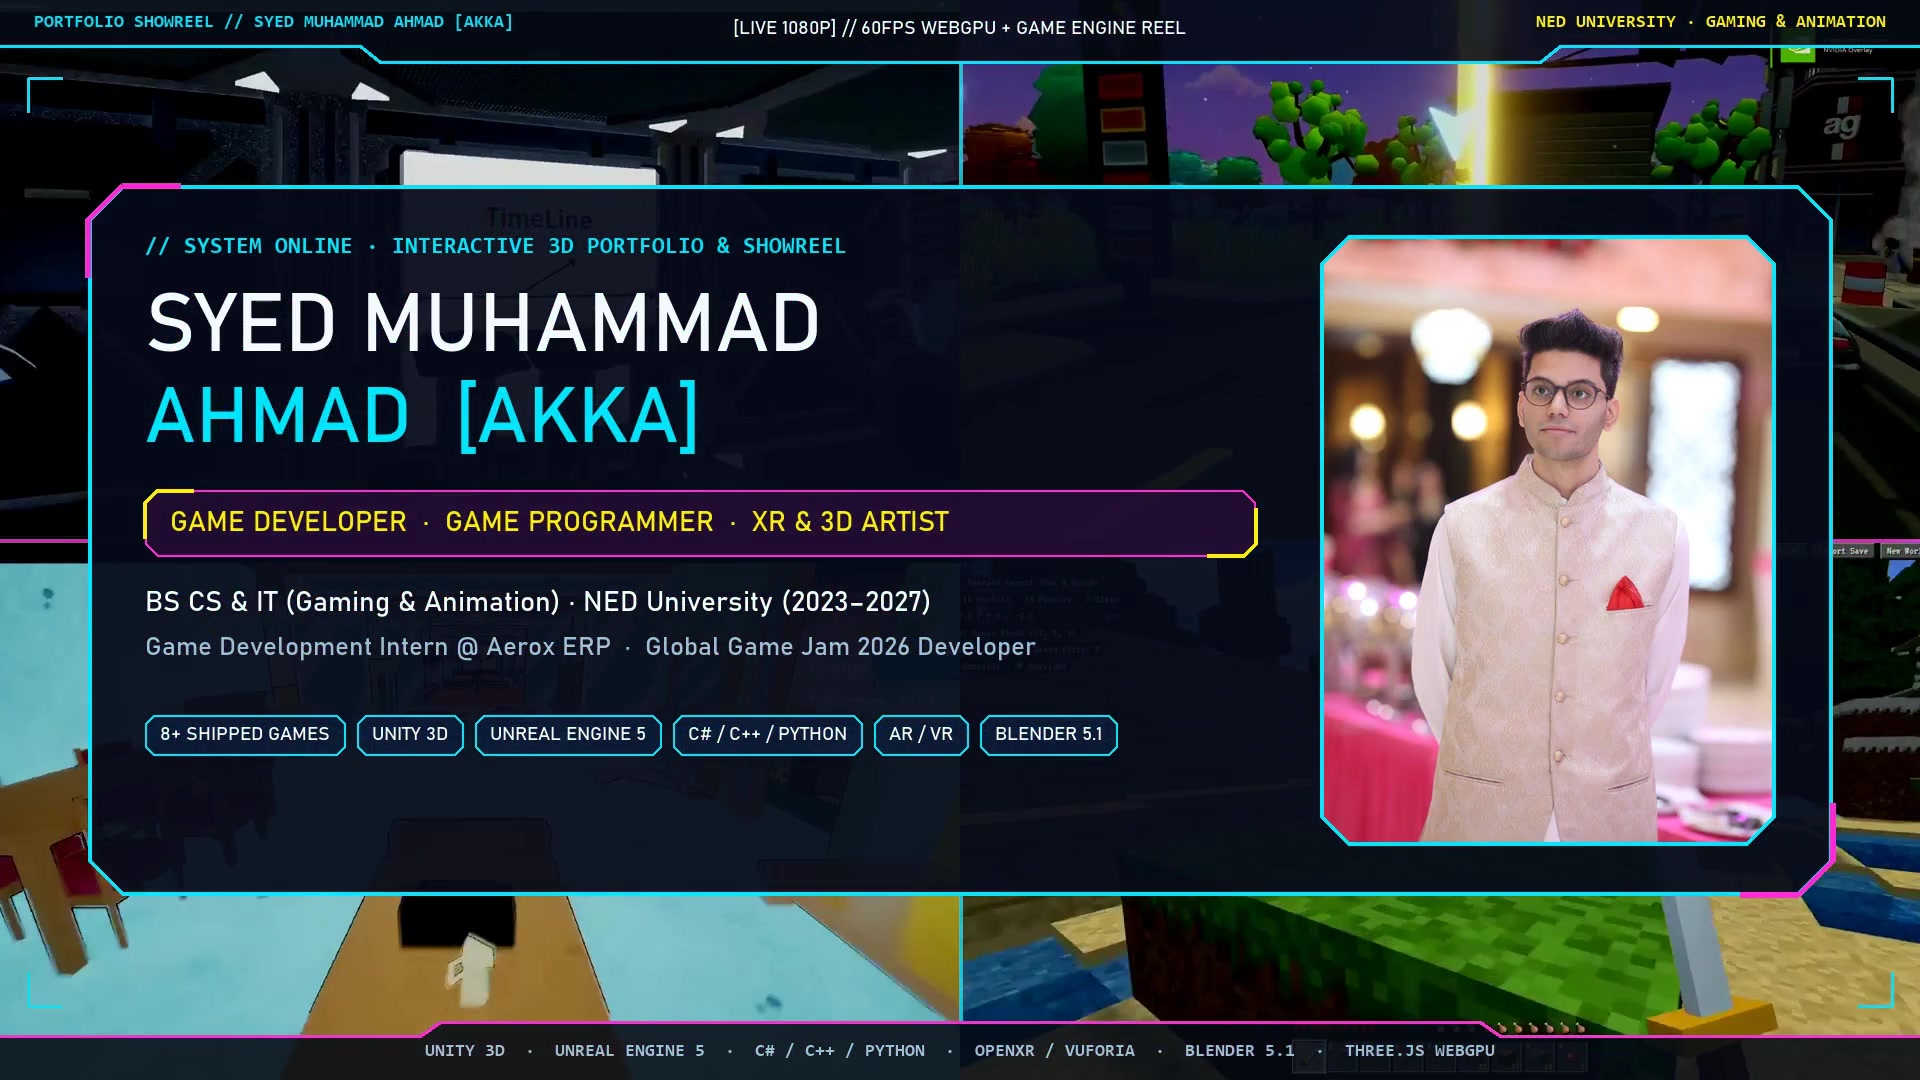 PORTFOLIO SHOWREEL // SYED MUHAMMAD AHMAD [AKKA]
[LIVE 1080P] // 60FPS WEBGPU + GAME ENGINE REEL
NED UNIVERSITY · GAMING & ANIMATION
NVIDIA Overlay
ag
TimeLine
// SYSTEM ONLINE · INTERACTIVE 3D PORTFOLIO & SHOWREEL
SYED MUHAMMAD
AHMAD [AKKA]
GAME DEVELOPER · GAME PROGRAMMER · XR & 3D ARTIST
BS CS & IT (Gaming & Animation) · NED University (2023–2027)
Game Development Intern @ Aerox ERP · Global Game Jam 2026 Developer
8+ SHIPPED GAMES
UNITY 3D
UNREAL ENGINE 5
C# / C++ / PYTHON
AR / VR
BLENDER 5.1
UNITY 3D · UNREAL ENGINE 5 · C# / C++ / PYTHON · OPENXR / VUFORIA · BLENDER 5.1 · THREE.JS WEBGPU